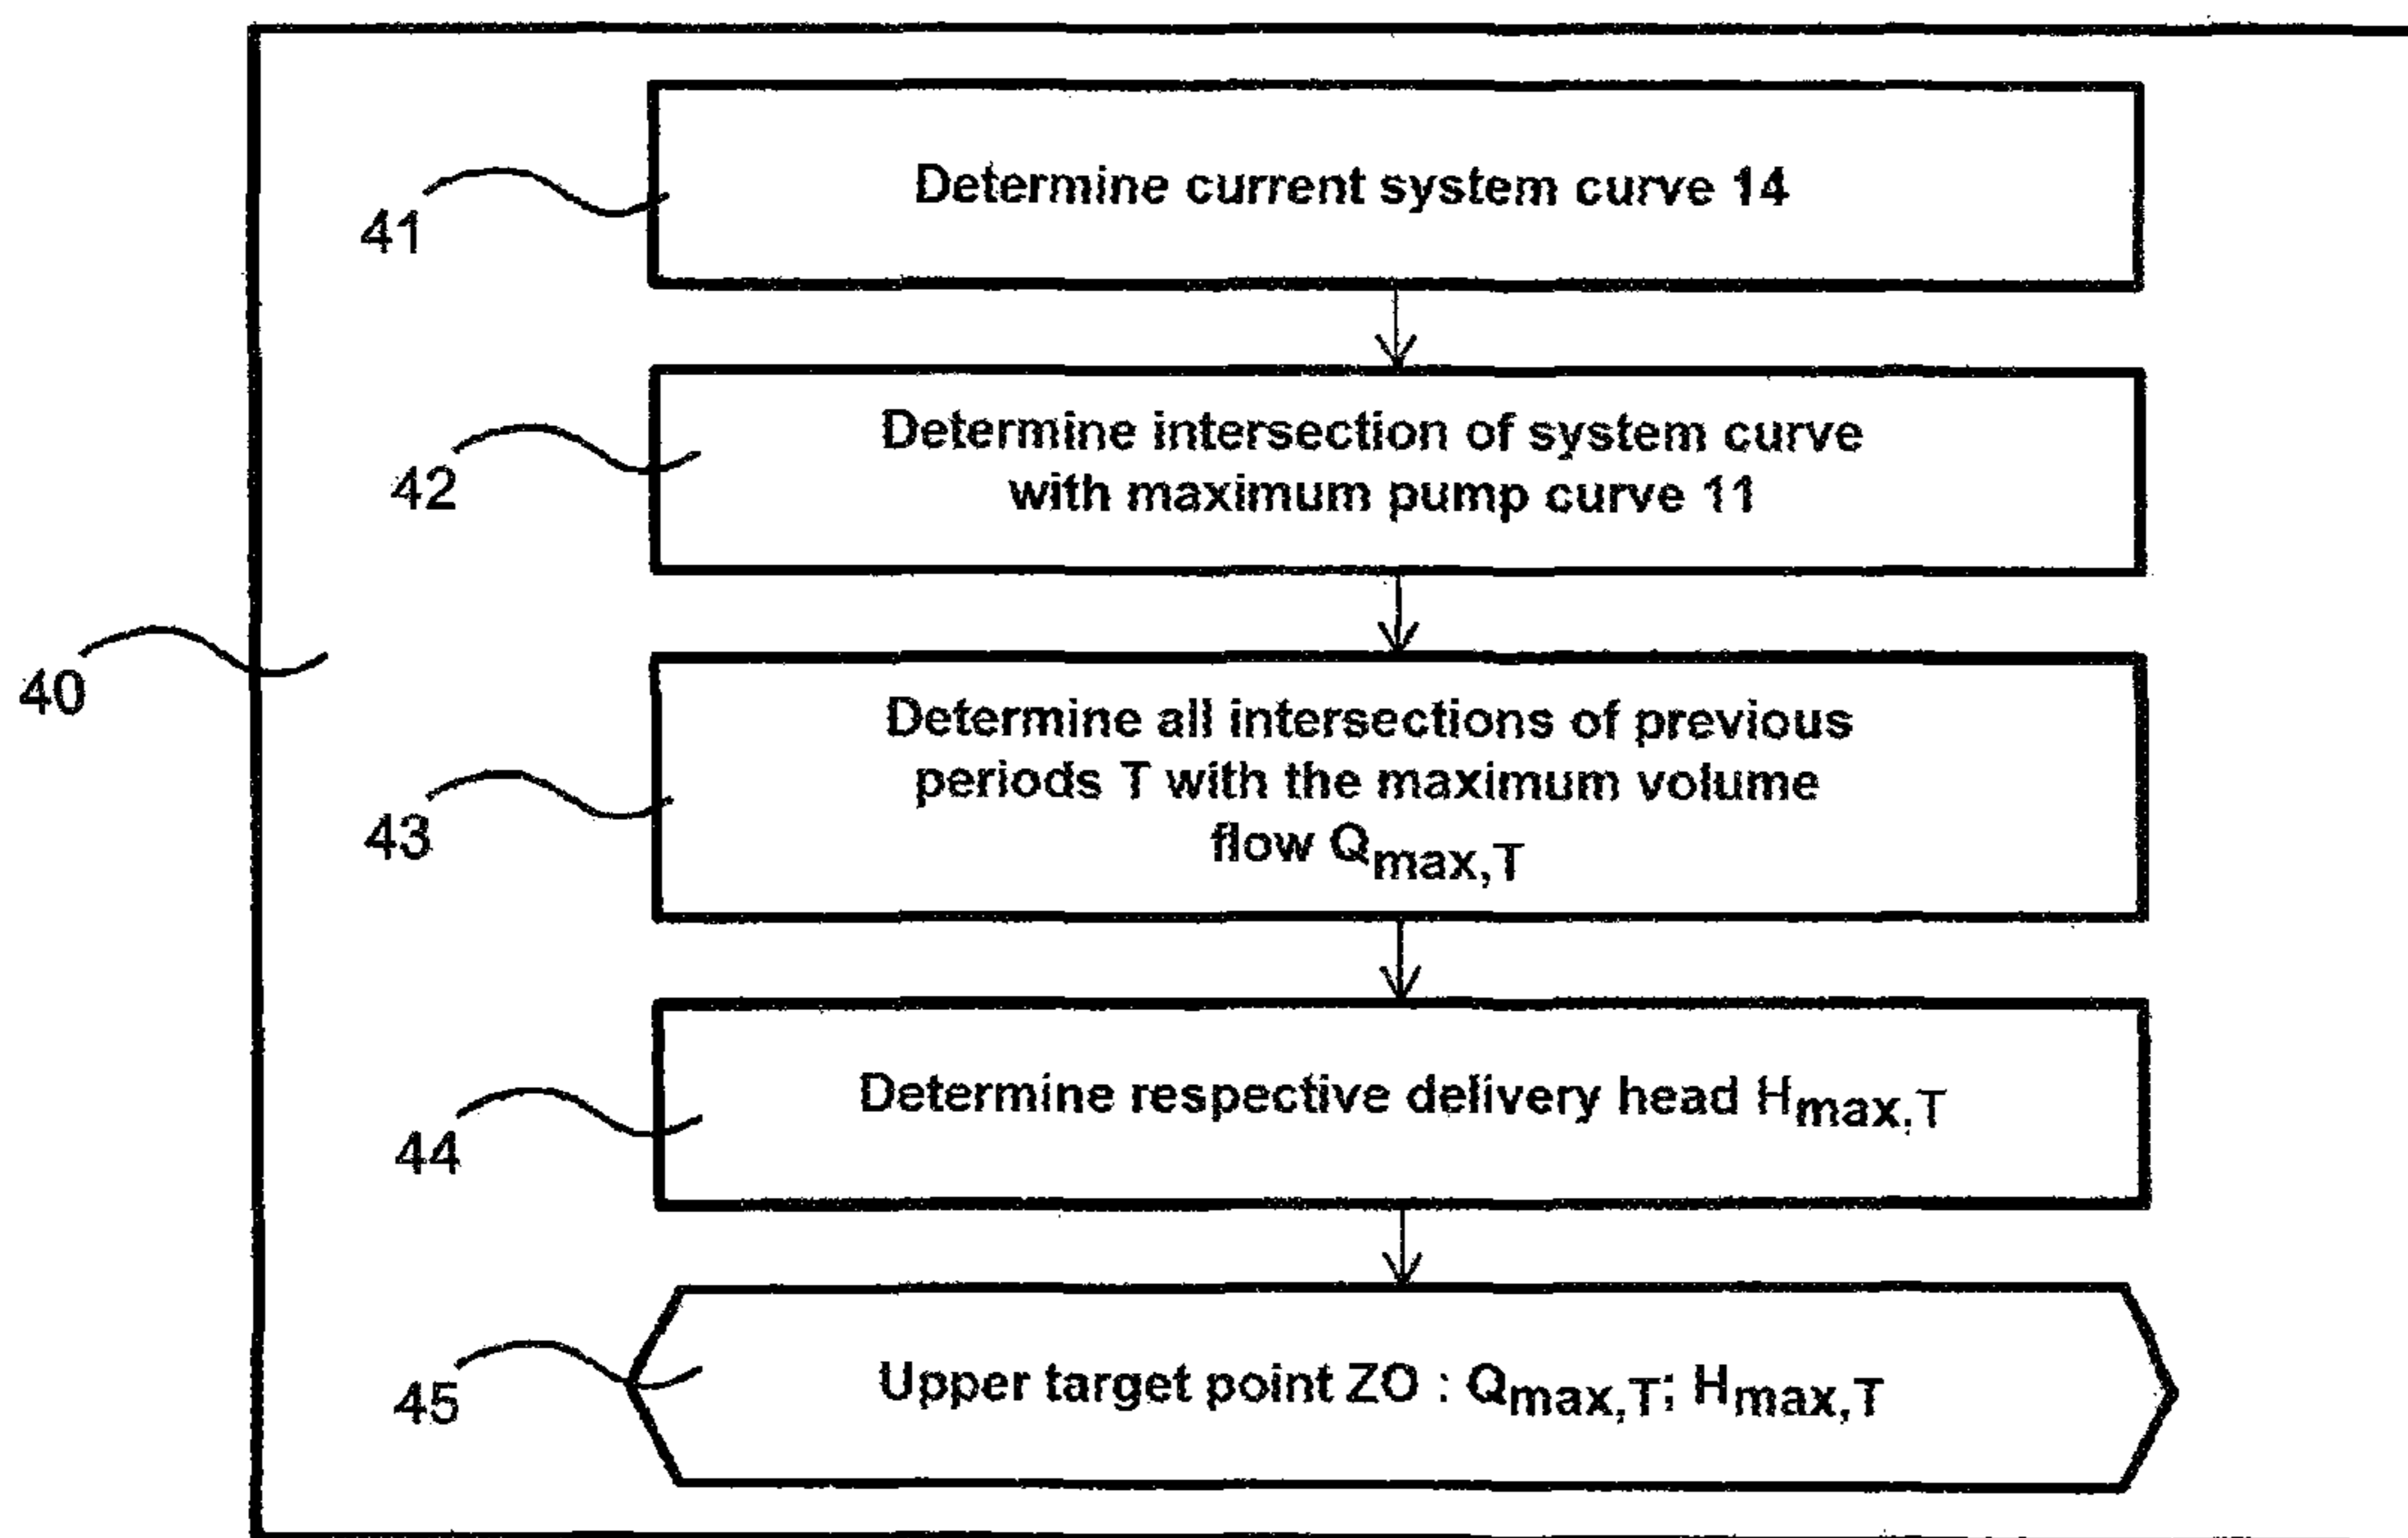 Determine current system curve 14
41
Determine intersection of system curve
with maximum pump curve 11
42
40
Determine all intersections of previous
periods T with the maximum volume
flow Qmax,T
43
Determine respective delivery head Hmax,T
44
Upper target point ZO : Qmax,T; Hmax,T
45